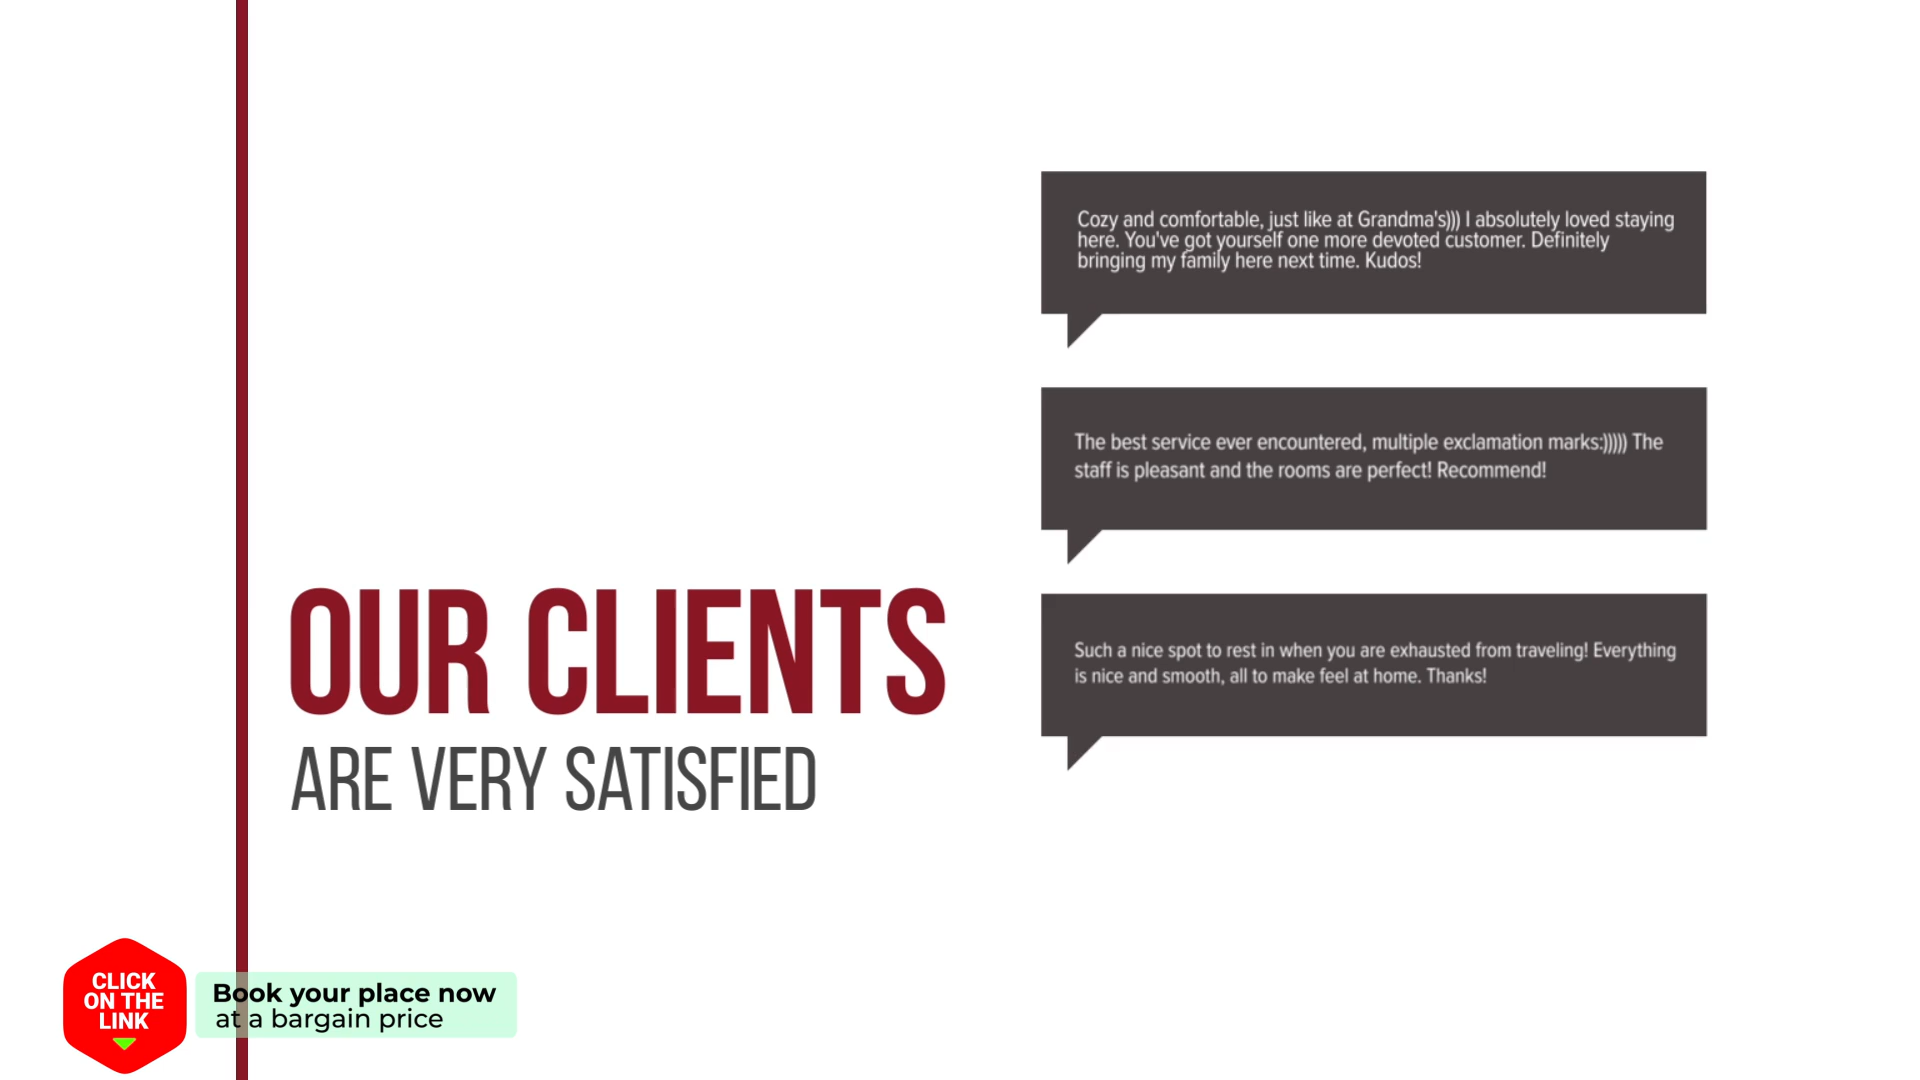 Cozy and comfortable, just like at Grandma's))) I absolutely loved staying
here. You've got yourself one more devoted customer. Definitely
bringing my family here next time. Kudos!
The best service ever encountered, multiple exclamation marks:))))) The
staff is pleasant and the rooms are perfect! Recommend!
Such a nice spot to rest in when you are exhausted from traveling! Everything
is nice and smooth, all to make feel at home. Thanks!
OUR CLIENTS
ARE VERY SATISFIED
CLICK
ON THE
LINK
Book your place now
at a bargain price